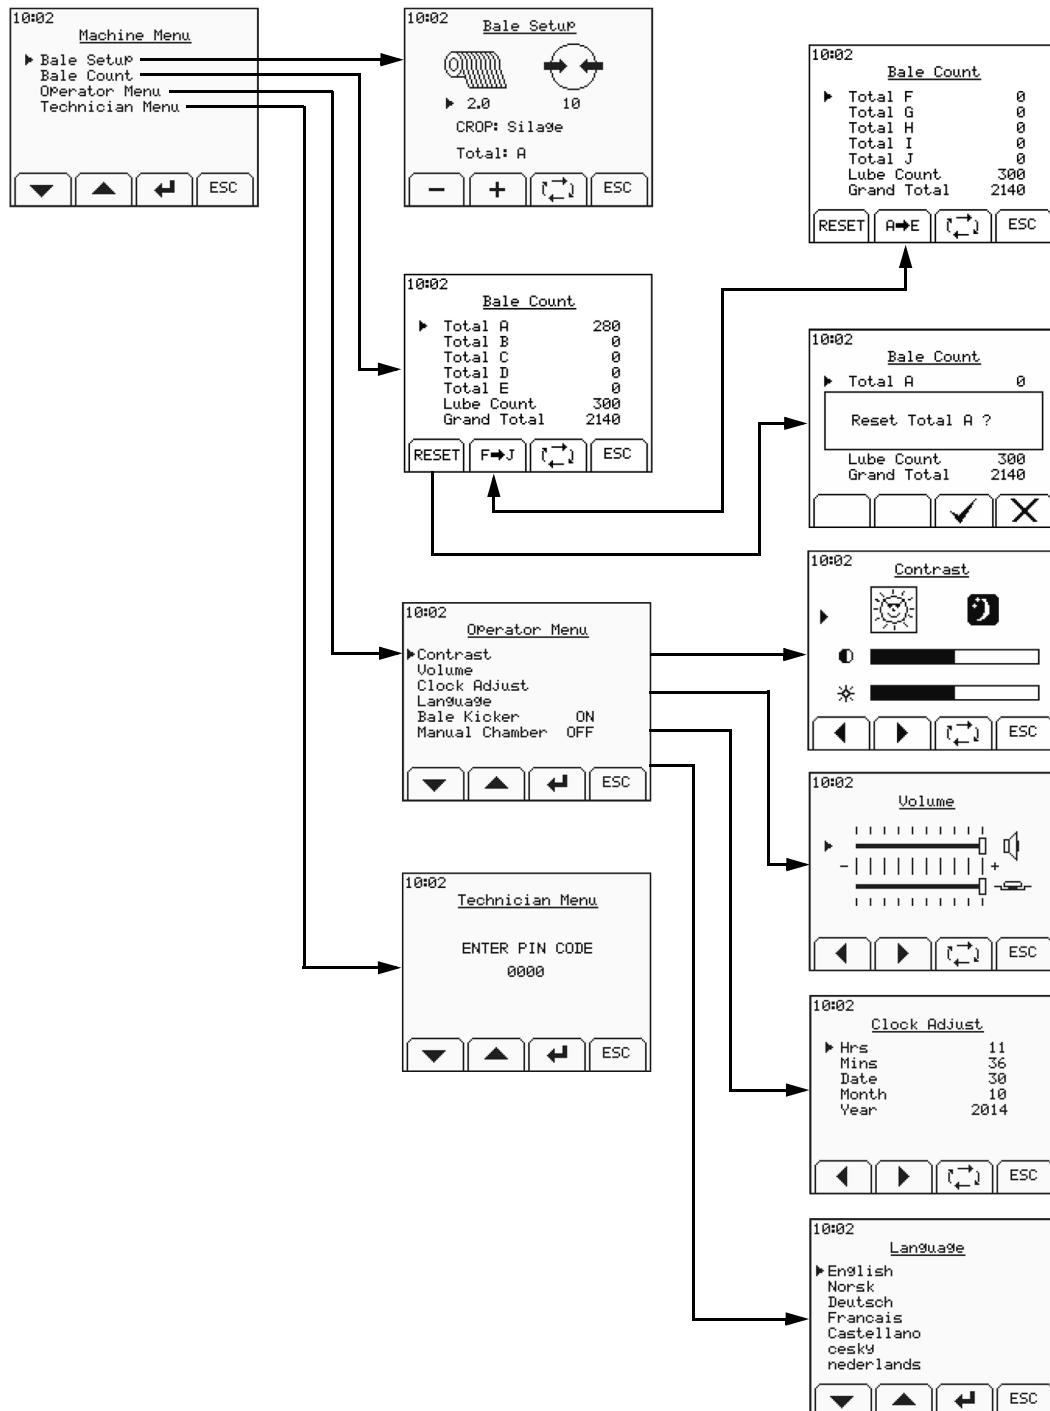 10:02
Machine Menu
Bale Setup
Bale Count
Operator Menu
Technician Menu
ESC
10:02
Bale Setup
2.0 10
CROP: Silage
Total: A
- + ESC
10:02
Bale Count
Total F 0
Total G 0
Total H 0
Total I 0
Total J 0
Lube Count 300
Grand Total 2140
RESET A➡E ESC
10:02
Bale Count
Total A 280
Total B 0
Total C 0
Total D 0
Total E 0
Lube Count 300
Grand Total 2140
RESET F➡J ESC
10:02
Bale Count
Total A 0
Reset Total A ?
Lube Count 300
Grand Total 2140
10:02
Contrast
ESC
10:02
Operator Menu
Contrast
Volume
Clock Adjust
Language
Bale Kicker ON
Manual Chamber OFF
ESC
10:02
Volume
- +
ESC
10:02
Technician Menu
ENTER PIN CODE
0000
ESC
10:02
Clock Adjust
Hrs 11
Mins 36
Date 30
Month 10
Year 2014
ESC
10:02
Language
English
Norsk
Deutsch
Francais
Castellano
cesky
nederlands
ESC